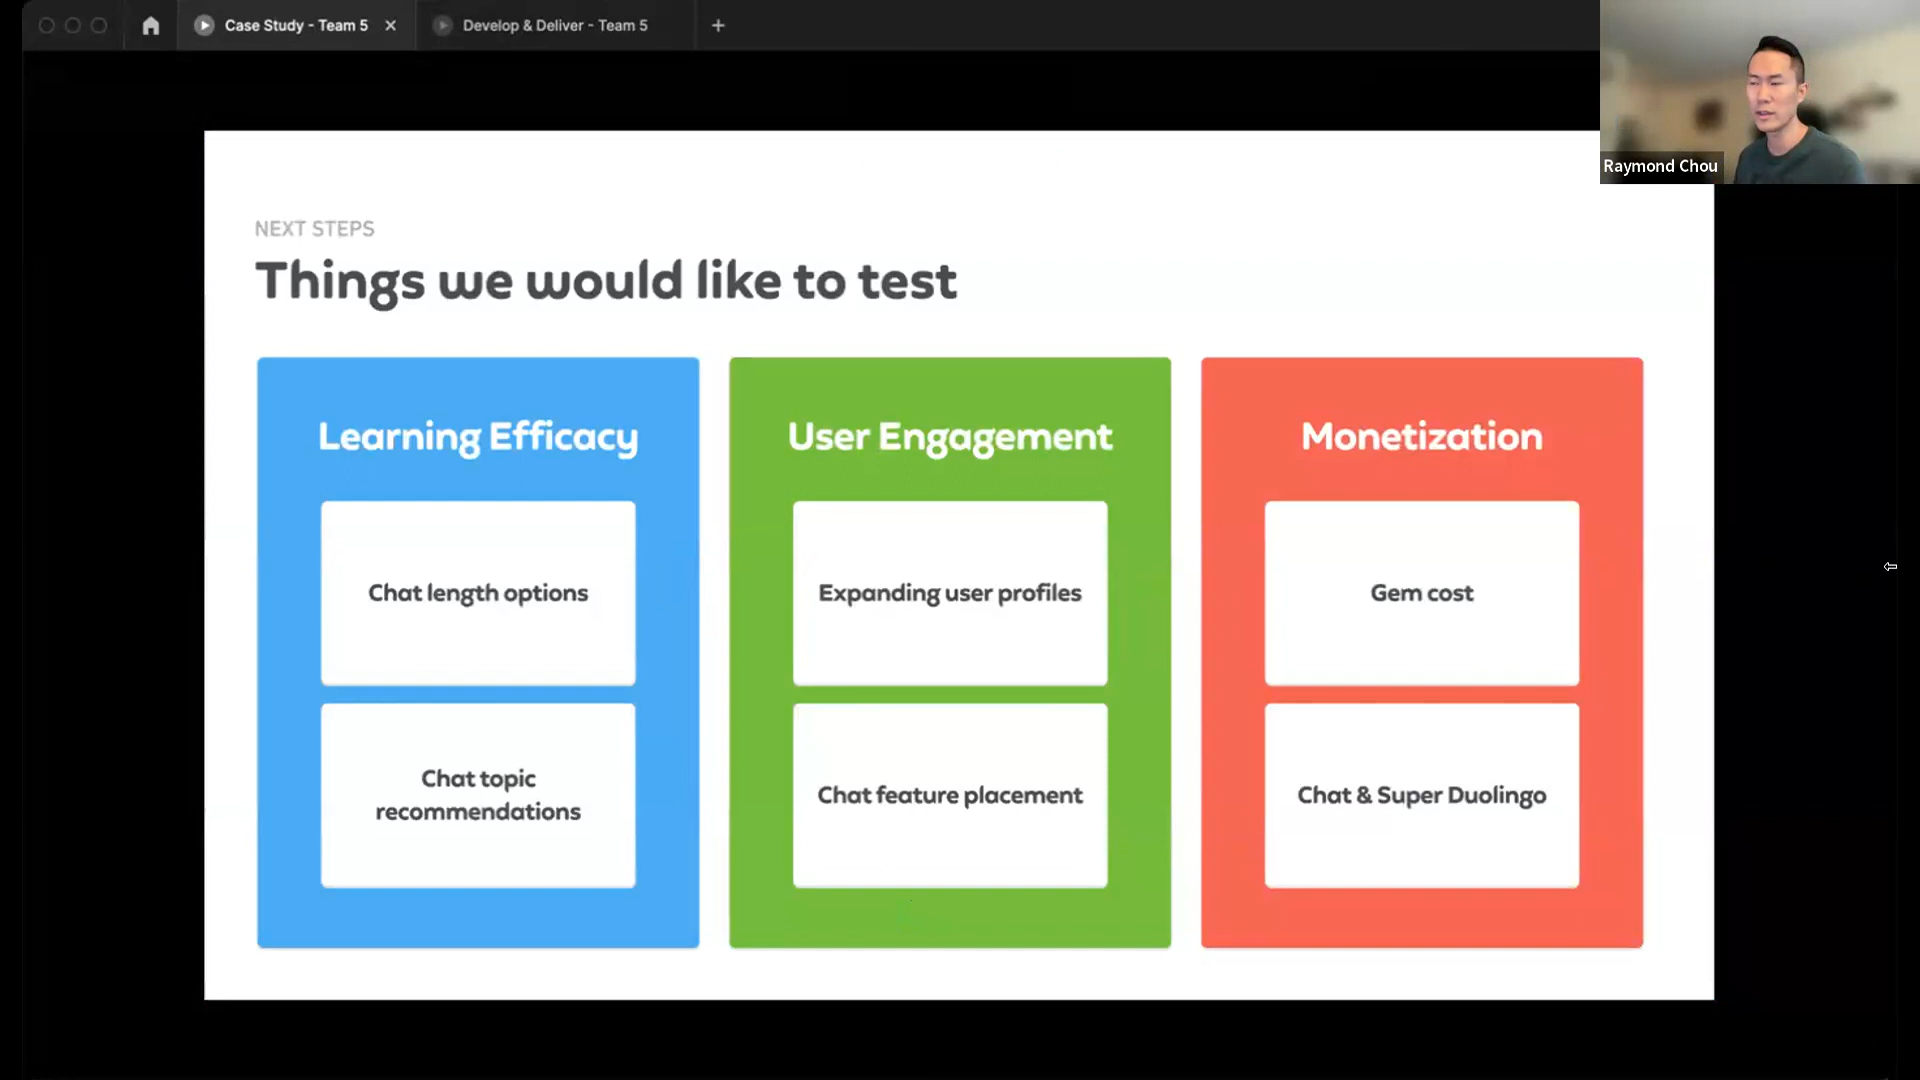 Case Study - Team 5
Develop & Deliver - Team 5
Raymond Chou
NEXT STEPS
Things we would like to test
Learning Efficacy
Chat length options
Chat topic
recommendations
User Engagement
Expanding user profiles
Chat feature placement
Monetization
Gem cost
Chat & Super Duolingo